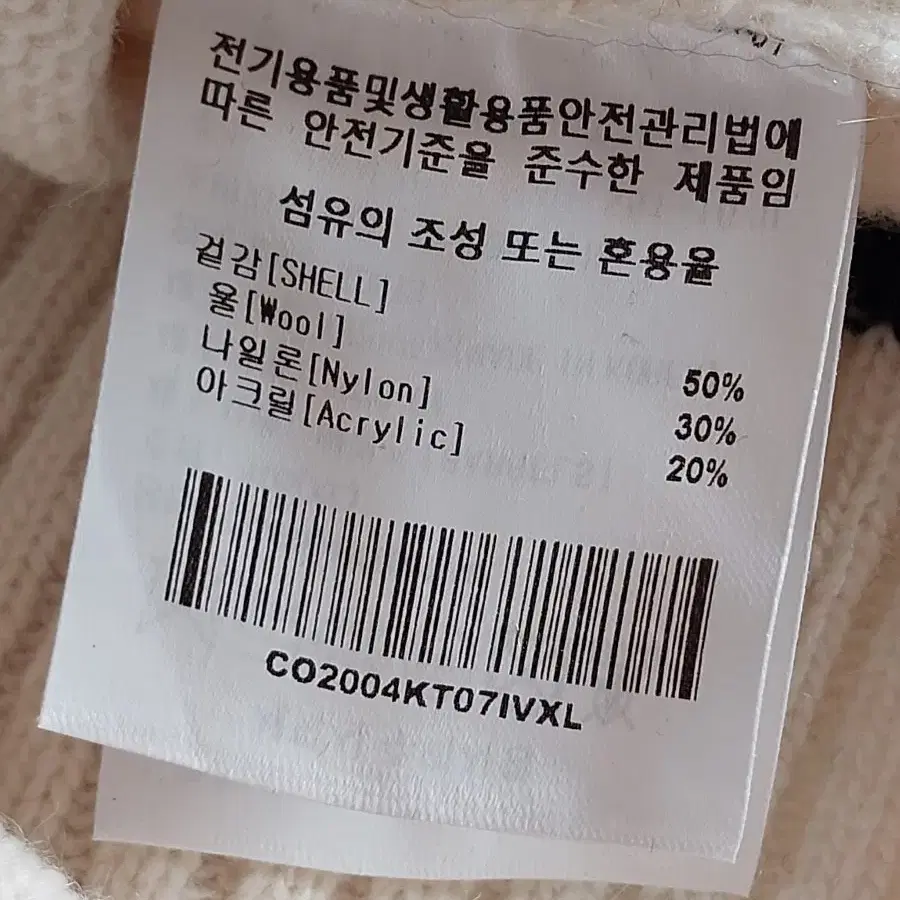 전기용품및생활용품안전관리법에
따른 안전기준을 준수한 제품임
섬유의 조성 또는 혼용율
겉감[SHELL]
울[Wool] 50%
나일론[Nylon] 30%
아크릴[Acrylic] 20%
CO2004KT07IVXL